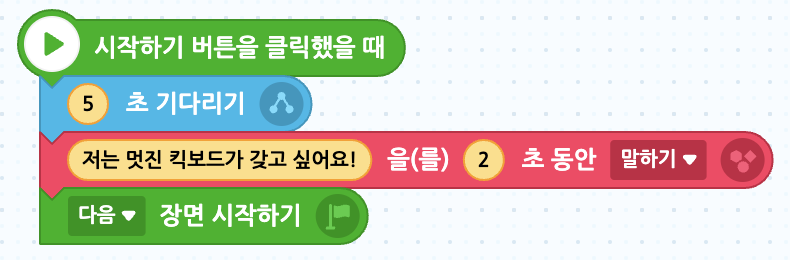 시작하기 버튼을 클릭했을 때
5 초 기다리기
저는 멋진 킥보드가 갖고 싶어요! 을(를) 2 초 동안 말하기
다음 장면 시작하기